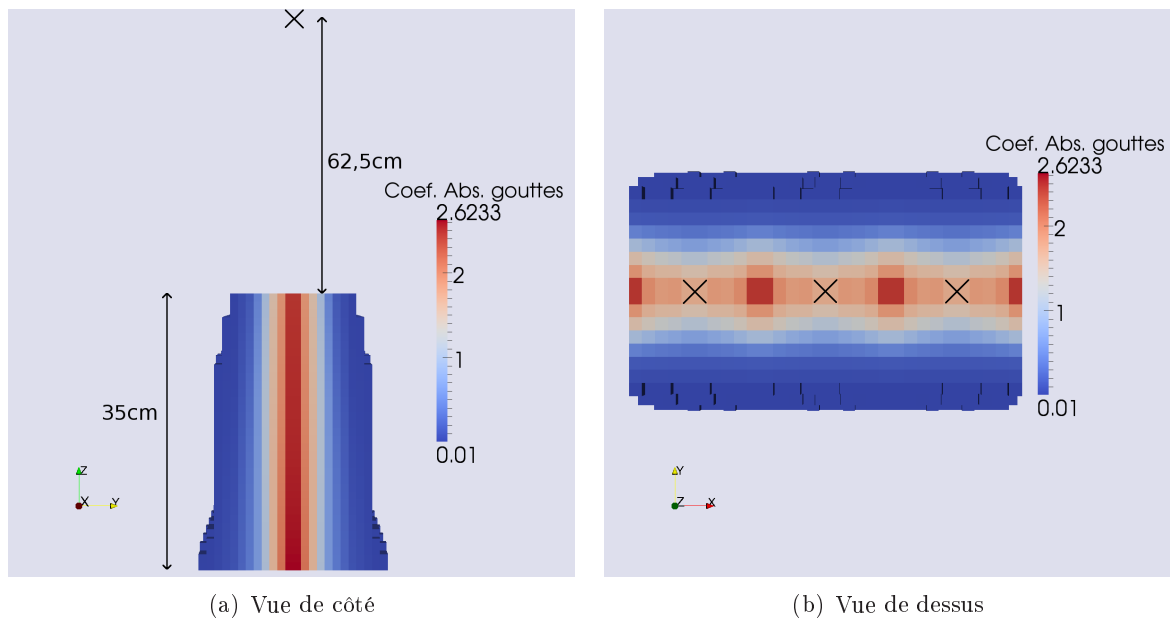 62,5cm
Coef. Abs. gouttes
2.6233
2
1
0.01
35cm
Z
X
Y
Coef. Abs. gouttes
2.6233
2
1
0.01
Y
Z
X
(a) Vue de côté
(b) Vue de dessus